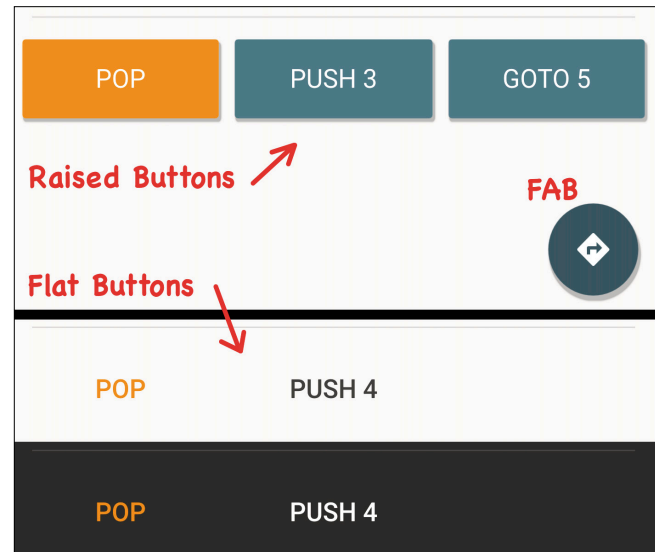 POP PUSH 3 GOTO 5
Raised Buttons
FAB
Flat Buttons
POP PUSH 4
POP PUSH 4